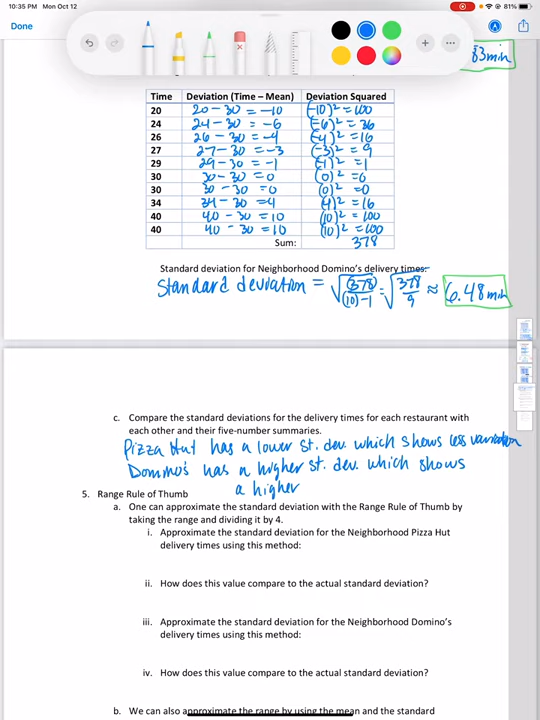 10:35 PM Mon Oct 12
81%
Done
83min
Time Deviation (Time – Mean) Deviation Squared
20 20 - 30 = -10 (-10)² = 100
24 24 - 30 = -6 (-6)² = 36
26 26 - 30 = -4 (-4)² = 16
27 27 - 30 = -3 (-3)² = 9
29 29 - 30 = -1 (-1)² = 1
30 30 - 30 = 0 (0)² = 0
30 30 - 30 = 0 (0)² = 0
34 34 - 30 = 4 (4)² = 16
40 40 - 30 = 10 (10)² = 100
40 40 - 30 = 10 (10)² = 100
Sum: 378
Standard deviation for Neighborhood Domino's delivery times:
Standard deviation = √(378)/(10)-1 = √378/9 ≈ 6.48 min
c. Compare the standard deviations for the delivery times for each restaurant with
each other and their five-number summaries.
Pizza Hut has a lower st. dev. which shows less variation
Domino's has a higher st. dev. which shows
a higher
5. Range Rule of Thumb
a. One can approximate the standard deviation with the Range Rule of Thumb by
taking the range and dividing it by 4.
i. Approximate the standard deviation for the Neighborhood Pizza Hut
delivery times using this method:
ii. How does this value compare to the actual standard deviation?
iii. Approximate the standard deviation for the Neighborhood Domino's
delivery times using this method:
iv. How does this value compare to the actual standard deviation?
b. We can also approximate the range by using the mean and the standard